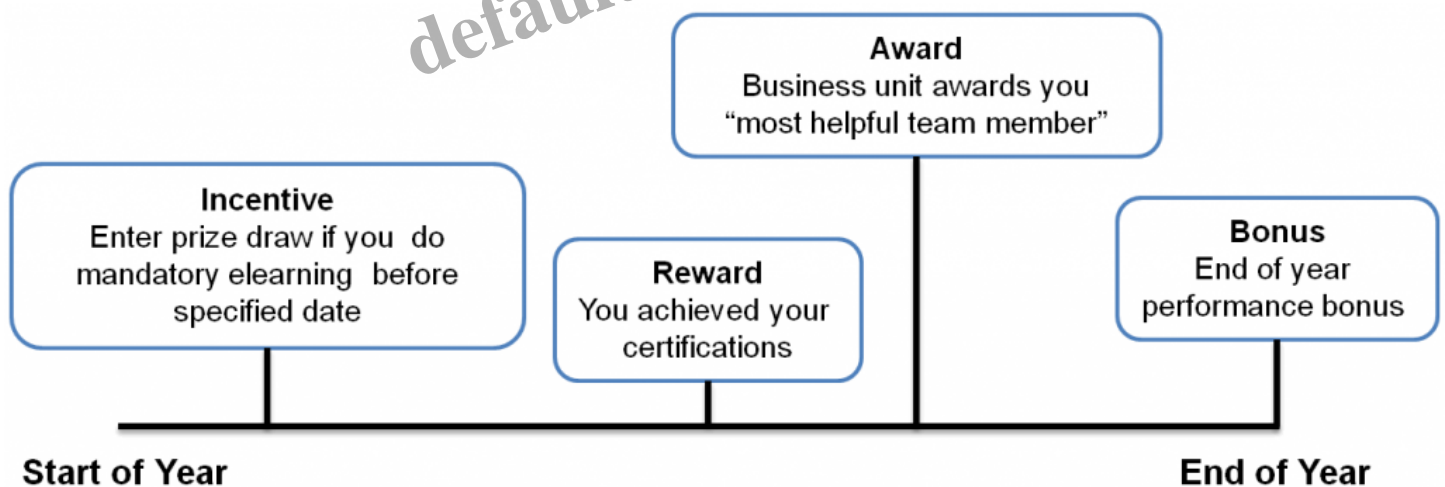 default
Award
Business unit awards you
“most helpful team member”
Incentive
Enter prize draw if you do
mandatory elearning before
specified date
Reward
You achieved your
certifications
Bonus
End of year
performance bonus
Start of Year
End of Year